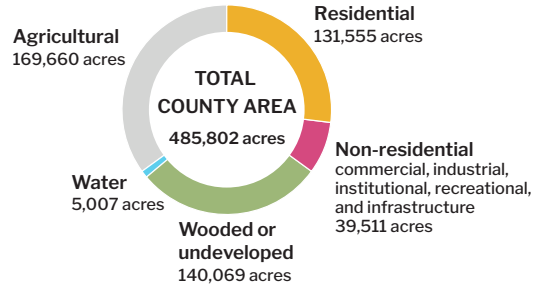 Residential
131,555 acres
Agricultural
169,660 acres
TOTAL
COUNTY AREA
485,802 acres
Non-residential
commercial, industrial,
institutional, recreational,
and infrastructure
39,511 acres
Water
5,007 acres
Wooded or
undeveloped
140,069 acres